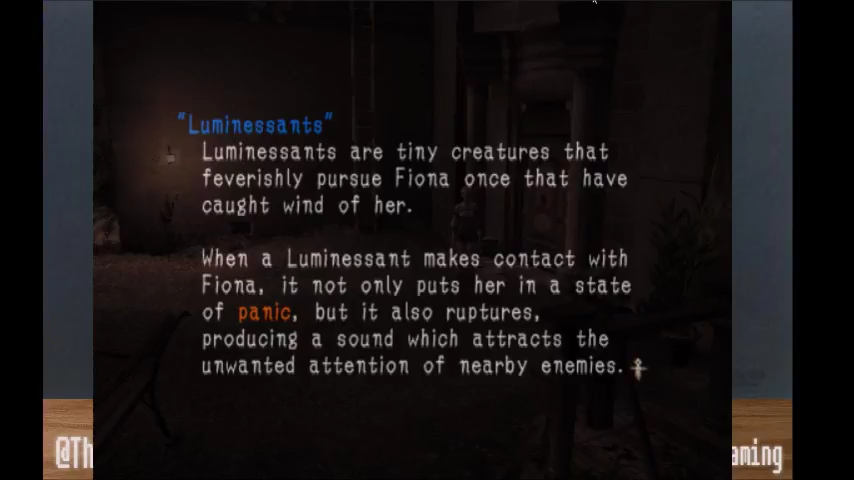 "Luminessants"
Luminessants are tiny creatures that
feverishly pursue Fiona once that have
caught wind of her.
When a Luminessant makes contact with
Fiona, it not only puts her in a state
of panic, but it also ruptures,
producing a sound which attracts the
unwanted attention of nearby enemies.
@Th
aming